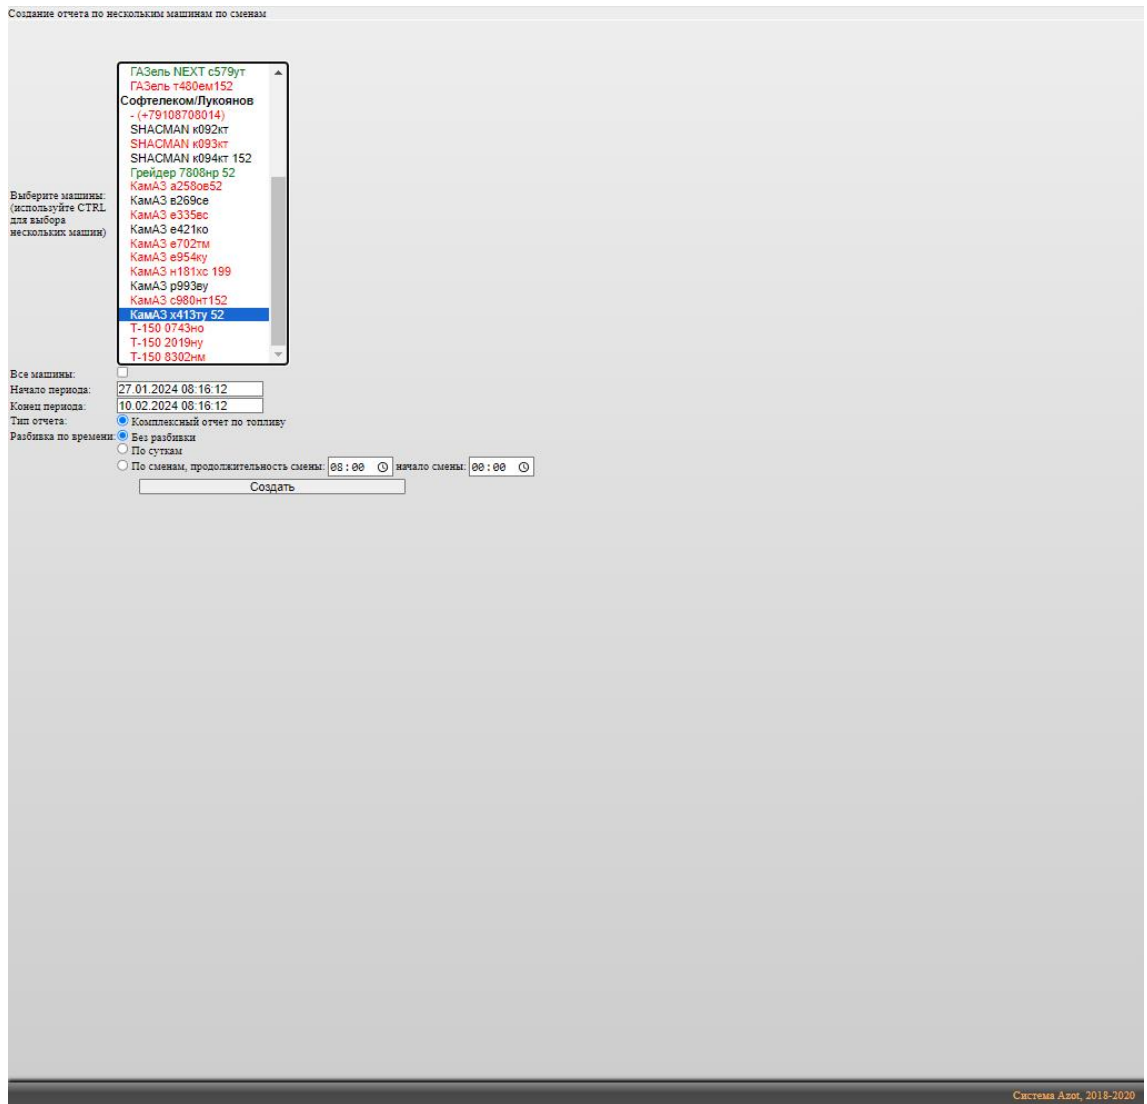 Создание отчета по нескольким машинам по сменам
ГАЗель NEXT с579ут
ГАЗель т480ем152
Софтелеком/Лукоянов
- (+79108708014)
SHACMAN к092кт
SHACMAN к093кт
SHACMAN к094кт 152
Грейдер 7808нр 52
КамАЗ а258ов52
КамАЗ в269се
КамАЗ е335вс
КамАЗ е421ко
КамАЗ е702тм
КамАЗ е954ку
КамАЗ н181хс 199
КамАЗ р993ву
КамАЗ с980нт152
КамАЗ х413ту 52
Т-150 0743но
Т-150 2019ну
Т-150 8302нм
Выберите машины:
(используйте CTRL
для выбора
нескольких машин)
Все машины:
Начало периода: 27.01.2024 08:16:12
Конец периода: 10.02.2024 08:16:12
Тип отчета: Комплексный отчет по топливу
Разбивка по времени: Без разбивки
По суткам
По сменам, продолжительность смены: 08:00 начало смены: 00:00
Создать
Система Azot, 2018-2020